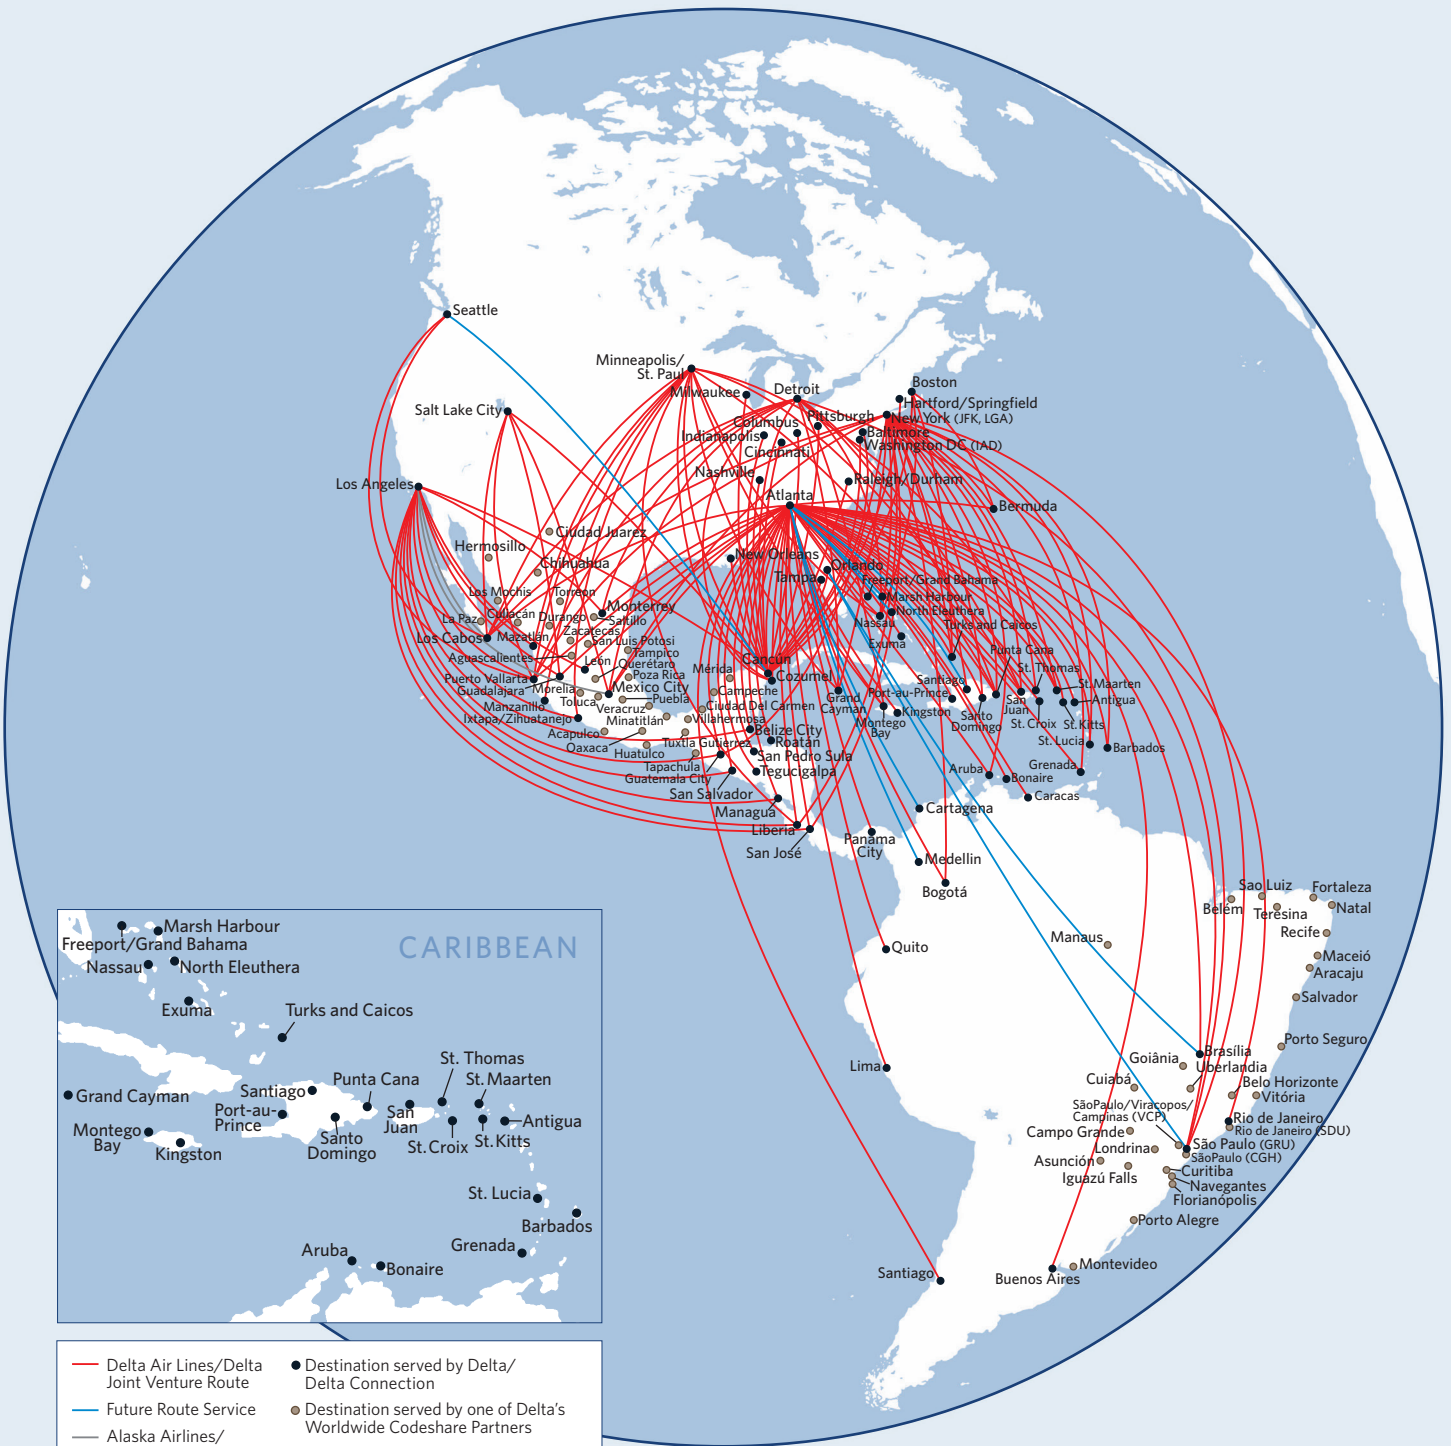 Seattle
Minneapolis/
St. Paul
Milwaukee
Detroit
Boston
Hartford/Springfield
New York (JFK, LGA)
Salt Lake City
Columbus
Pittsburgh
Indianapolis
Baltimore
Cincinnati
Washington DC (IAD)
Nashville
Raleigh/Durham
Los Angeles
Atlanta
Bermuda
Ciudad Juarez
Hermosillo
Chihuahua
New Orleans
Orlando
Tampa
Freeport/Grand Bahama
Los Mochis
Torreon
Marsh Harbour
Monterrey
North Eleuthera
La Paz
Culiacán
Durango
Saltillo
Nassau
Turks and Caicos
Los Cabos
Mazatlán
Zacatecas
San Luis Potosi
Exuma
Aguascalientes
Tampico
Punta Cana
León
Querétaro
Cancún
St. Thomas
Puerto Vallarta
Mérida
Poza Rica
Cozumel
Santiago
St. Maarten
Guadalajara
Morelia
Mexico City
Campeche
Port-au-Prince
Toluca
Puebla
Grand
Cayman
San
Juan
Antigua
Manzanillo
Veracruz
Ciudad Del Carmen
Kingston
Santo
Domingo
St. Kitts
Ixtapa/Zihuatanejo
Minatitlán
Villahermosa
Montego
Bay
St. Croix
Acapulco
Belize City
Oaxaca
Tuxtla Gutierrez
Roatán
St. Lucia
Barbados
Huatulco
San Pedro Sula
Tapachula
Tegucigalpa
Aruba
Grenada
Guatemala City
Bonaire
San Salvador
Caracas
Managua
Cartagena
Liberia
Panama
City
San José
Medellin
Bogotá
Sao Luiz
Fortaleza
Belém
Teresina
Natal
Recife
Manaus
Quito
Maceió
Aracaju
Salvador
Porto Seguro
Goiânia
Brasília
Lima
Uberlandia
Cuiabá
Belo Horizonte
Vitória
SãoPaulo/Viracopos/
Campinas (VCP)
Rio de Janeiro
Rio de Janeiro (SDU)
Campo Grande
São Paulo (GRU)
Londrina
SãoPaulo (CGH)
Asunción
Curitiba
Iguazú Falls
Navegantes
Florianópolis
Porto Alegre
Montevideo
Santiago
Buenos Aires
CARIBBEAN
Marsh Harbour
Freeport/Grand Bahama
Nassau
North Eleuthera
Exuma
Turks and Caicos
St. Thomas
Punta Cana
St. Maarten
Grand Cayman
Santiago
Port-au-
Prince
San
Juan
Antigua
Montego
Bay
Kingston
Santo
Domingo
St. Croix
St. Kitts
St. Lucia
Barbados
Grenada
Aruba
Bonaire
Delta Air Lines/Delta
Joint Venture Route
Future Route Service
Alaska Airlines/
Destination served by Delta/
Delta Connection
Destination served by one of Delta's
Worldwide Codeshare Partners